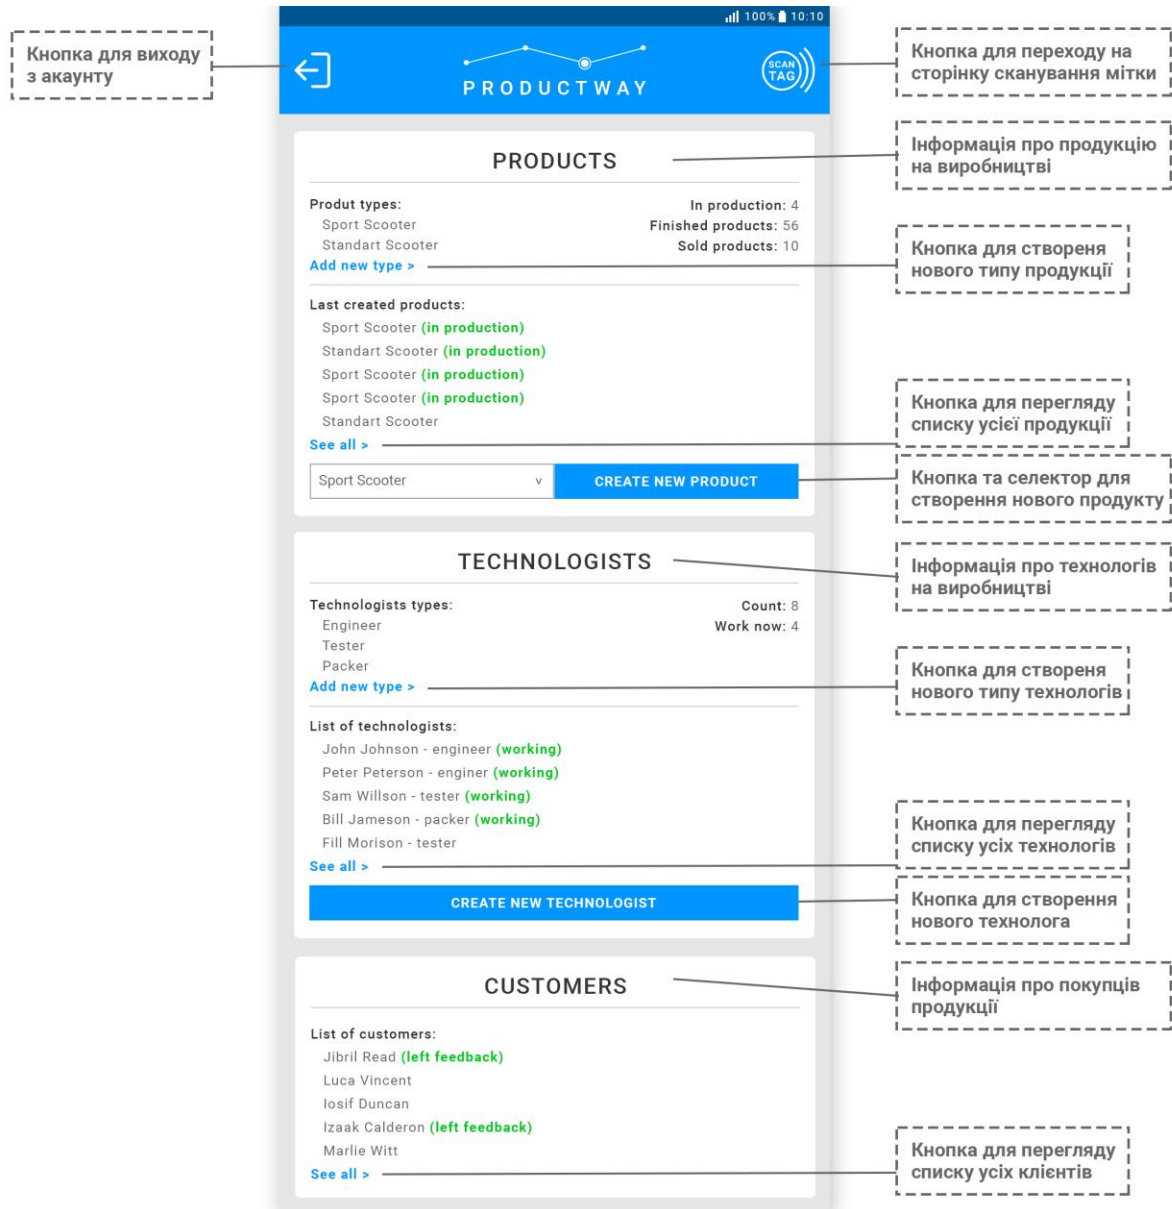 100% 10:10
Кнопка для виходу
з акаунту
SCAN
TAG
PRODUCTWAY
Кнопка для переходу на
сторінку сканування мітки
PRODUCTS
Інформація про продукцію
на виробництві
Produt types:
In production: 4
Sport Scooter
Finished products: 56
Standart Scooter
Sold products: 10
Add new type >
Кнопка для створеня
нового типу продукції
Last created products:
Sport Scooter (in production)
Standart Scooter (in production)
Sport Scooter (in production)
Sport Scooter (in production)
Standart Scooter
See all >
Кнопка для перегляду
списку усієї продукції
Sport Scooter v
CREATE NEW PRODUCT
Кнопка та селектор для
створення нового продукту
TECHNOLOGISTS
Інформація про технологів
на виробництві
Technologists types:
Count: 8
Engineer
Work now: 4
Tester
Packer
Add new type >
Кнопка для створеня
нового типу технологів
List of technologists:
John Johnson - engineer (working)
Peter Peterson - enginer (working)
Sam Willson - tester (working)
Bill Jameson - packer (working)
Fill Morison - tester
See all >
Кнопка для перегляду
списку усіх технологів
CREATE NEW TECHNOLOGIST
Кнопка для створення
нового технолога
CUSTOMERS
Інформація про покупців
продукції
List of customers:
Jibril Read (left feedback)
Luca Vincent
Iosif Duncan
Izaak Calderon (left feedback)
Marlie Witt
See all >
Кнопка для перегляду
списку усіх клієнтів